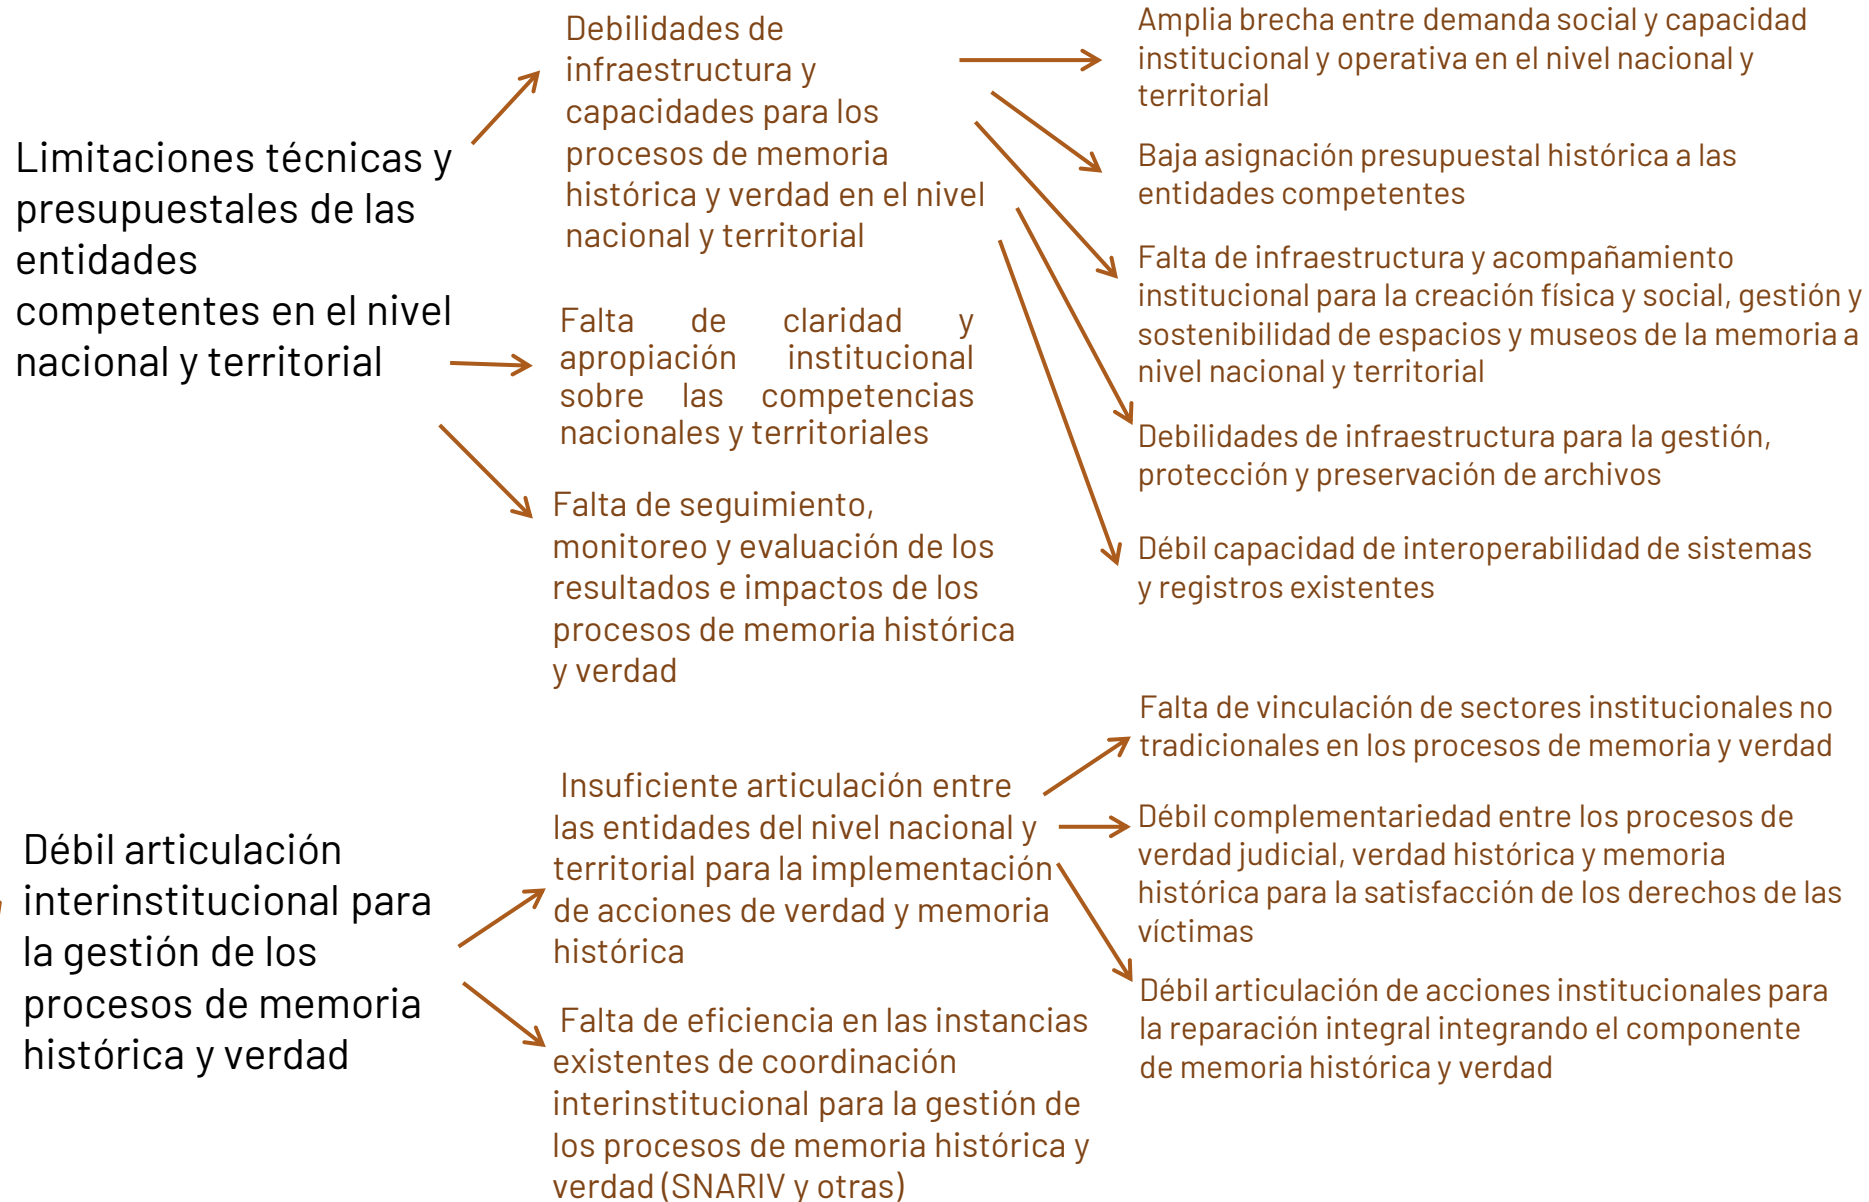 Limitaciones técnicas y
presupuestales de las
entidades
competentes en el nivel
nacional y territorial
Debilidades de
infraestructura y
capacidades para los
procesos de memoria
histórica y verdad en el nivel
nacional y territorial
Falta de claridad y
apropiación institucional
sobre las competencias
nacionales y territoriales
Falta de seguimiento,
monitoreo y evaluación de los
resultados e impactos de los
procesos de memoria histórica
y verdad
Amplia brecha entre demanda social y capacidad
institucional y operativa en el nivel nacional y
territorial
Baja asignación presupuestal histórica a las
entidades competentes
Falta de infraestructura y acompañamiento
institucional para la creación física y social, gestión y
sostenibilidad de espacios y museos de la memoria a
nivel nacional y territorial
Debilidades de infraestructura para la gestión,
protección y preservación de archivos
Débil capacidad de interoperabilidad de sistemas
y registros existentes
Débil articulación
interinstitucional para
la gestión de los
procesos de memoria
histórica y verdad
Insuficiente articulación entre
las entidades del nivel nacional y
territorial para la implementación
de acciones de verdad y memoria
histórica
Falta de eficiencia en las instancias
existentes de coordinación
interinstitucional para la gestión de
los procesos de memoria histórica y
verdad (SNARIV y otras)
Falta de vinculación de sectores institucionales no
tradicionales en los procesos de memoria y verdad
Débil complementariedad entre los procesos de
verdad judicial, verdad histórica y memoria
histórica para la satisfacción de los derechos de las
víctimas
Débil articulación de acciones institucionales para
la reparación integral integrando el componente
de memoria histórica y verdad